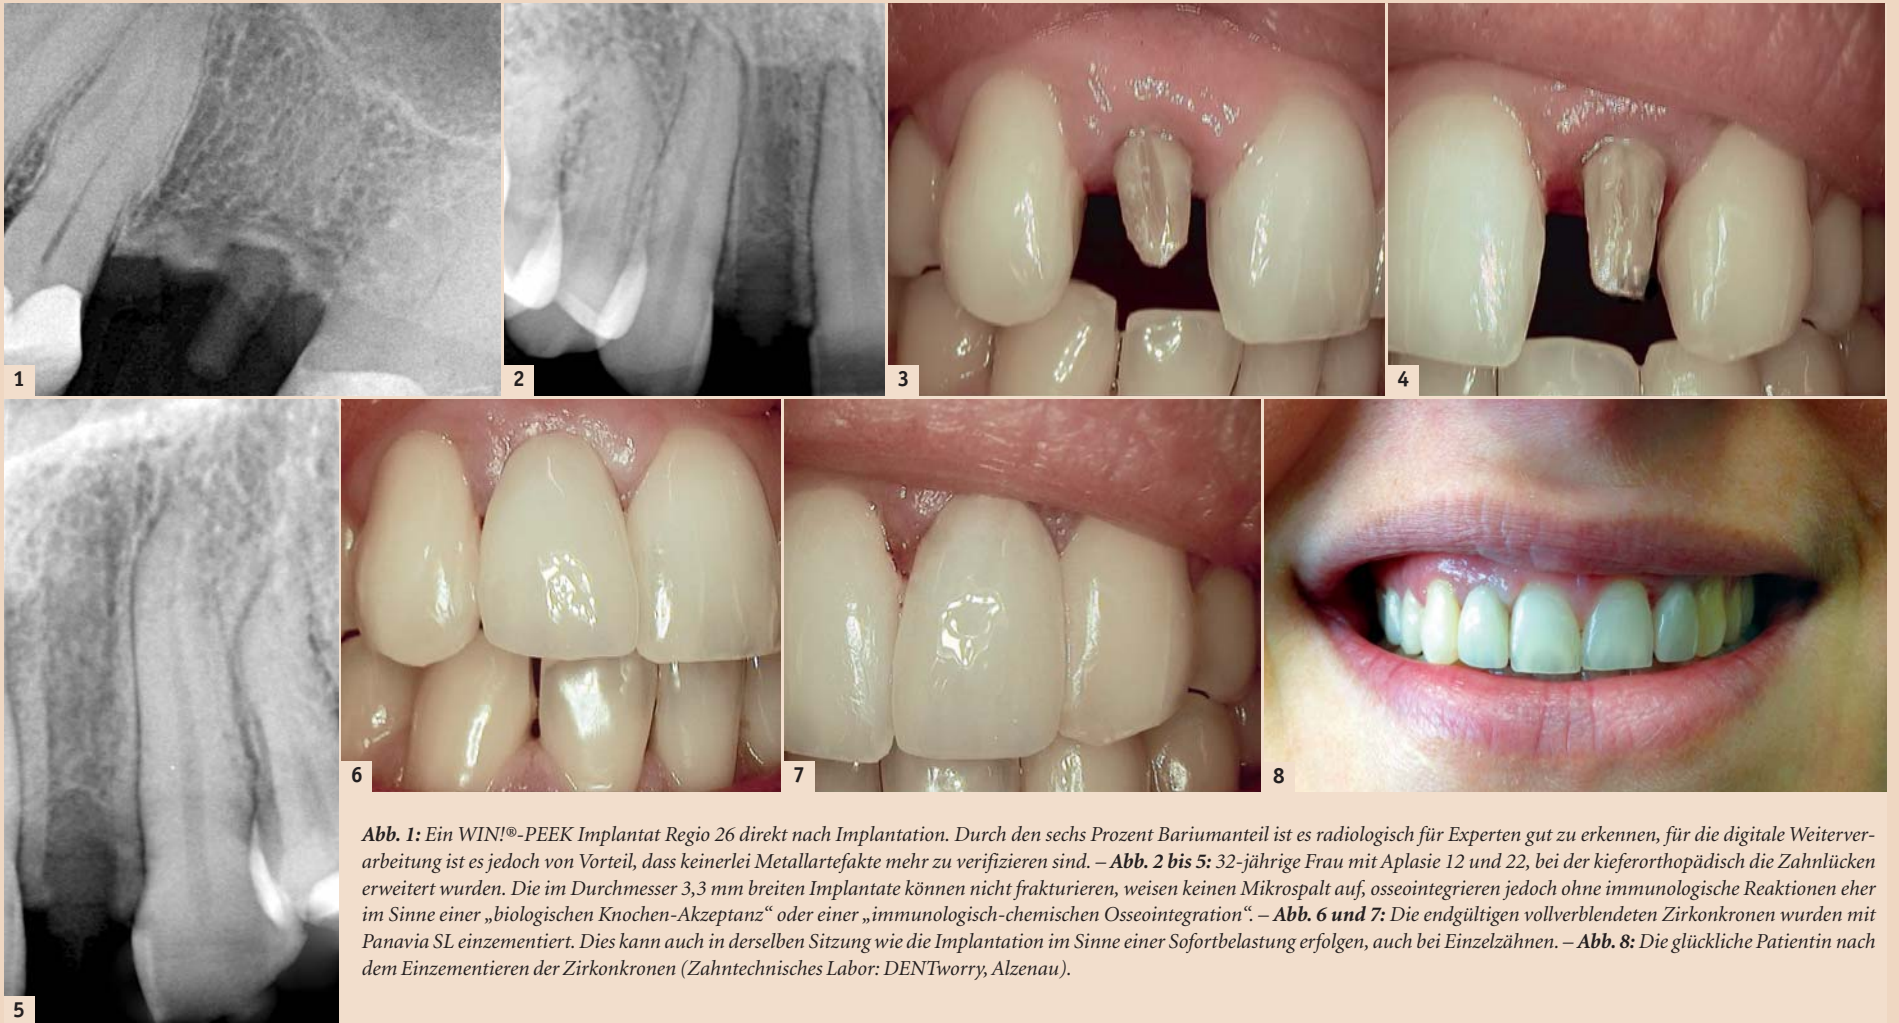 1
2
3
4
5
6
7
8
Abb. 1: Ein WIN!®-PEEK Implantat Regio 26 direkt nach Implantation. Durch den sechs Prozent Bariumanteil ist es radiologisch für Experten gut zu erkennen, für die digitale Weiterver-
arbeitung ist es jedoch von Vorteil, dass keinerlei Metallartefakte mehr zu verifizieren sind. – Abb. 2 bis 5: 32-jährige Frau mit Aplasie 12 und 22, bei der kieferorthopädisch die Zahnlücken
erweitert wurden. Die im Durchmesser 3,3 mm breiten Implantate können nicht frakturieren, weisen keinen Mikrospalt auf, osseointegrieren jedoch ohne immunologische Reaktionen eher
im Sinne einer „biologischen Knochen-Akzeptanz“ oder einer „immunologisch-chemischen Osseointegration“. – Abb. 6 und 7: Die endgültigen vollverblendeten Zirkonkronen wurden mit
Panavia SL einzementiert. Dies kann auch in derselben Sitzung wie die Implantation im Sinne einer Sofortbelastung erfolgen, auch bei Einzelzähnen. – Abb. 8: Die glückliche Patientin nach
dem Einzementieren der Zirkonkronen (Zahntechnisches Labor: DENTworry, Alzenau).